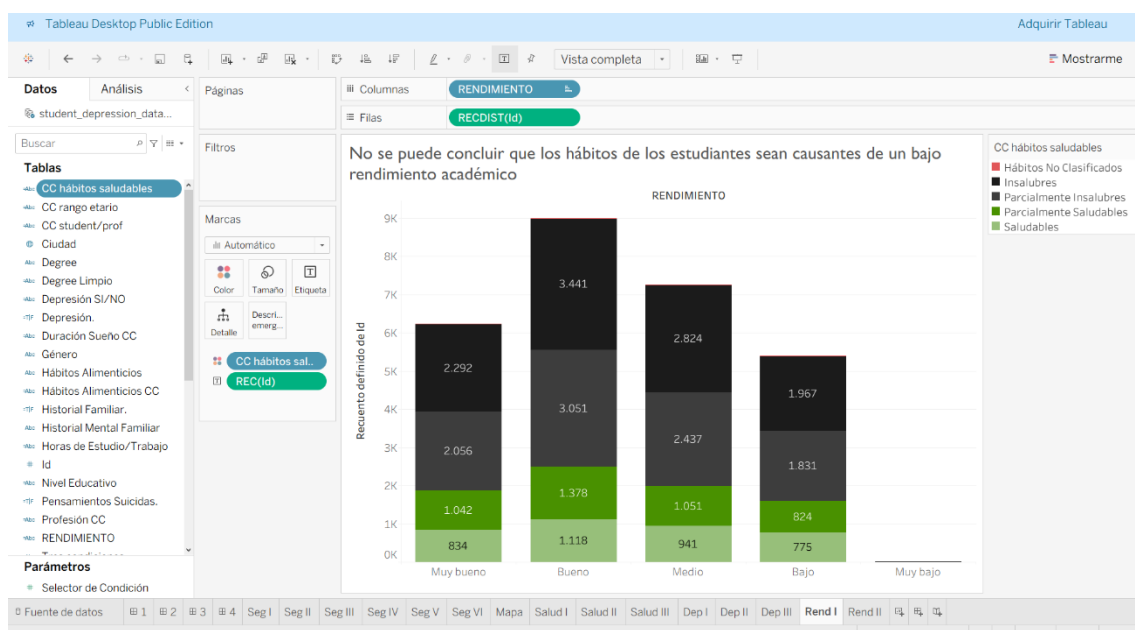 Tableau Desktop Public Edition
Adquirir Tableau
Vista completa
Mostrarme
Datos
Análisis
student_depression_data...
Buscar
Tablas
CC hábitos saludables
CC rango etario
CC student/prof
Ciudad
Degree
Degree Limpio
Depresión SI/NO
Depresión.
Duración Sueño CC
Género
Hábitos Alimenticios
Hábitos Alimenticios CC
Historial Familiar.
Historial Mental Familiar
Horas de Estudio/Trabajo
Id
Nivel Educativo
Pensamientos Suicidas.
Profesión CC
RENDIMIENTO
Parámetros
Selector de Condición
Páginas
Filtros
Marcas
Automático
Color
Tamaño
Etiqueta
Detalle
Descri...
emerg...
CC hábitos sal..
REC(Id)
Columnas
RENDIMIENTO
Filas
RECDIST(Id)
No se puede concluir que los hábitos de los estudiantes sean causantes de un bajo
rendimiento académico
RENDIMIENTO
Recuento definido de Id
9K
8K
7K
6K
5K
4K
3K
2K
1K
0K
2.292
2.056
1.042
834
3.441
3.051
1.378
1.118
2.824
2.437
1.051
941
1.967
1.831
824
775
Muy bueno
Bueno
Medio
Bajo
Muy bajo
CC hábitos saludables
Hábitos No Clasificados
Insalubres
Parcialmente Insalubres
Parcialmente Saludables
Saludables
Fuente de datos
1
2
3
4
Seg I
Seg II
Seg III
Seg IV
Seg V
Seg VI
Mapa
Salud I
Salud II
Salud III
Dep I
Dep II
Dep III
Rend I
Rend II